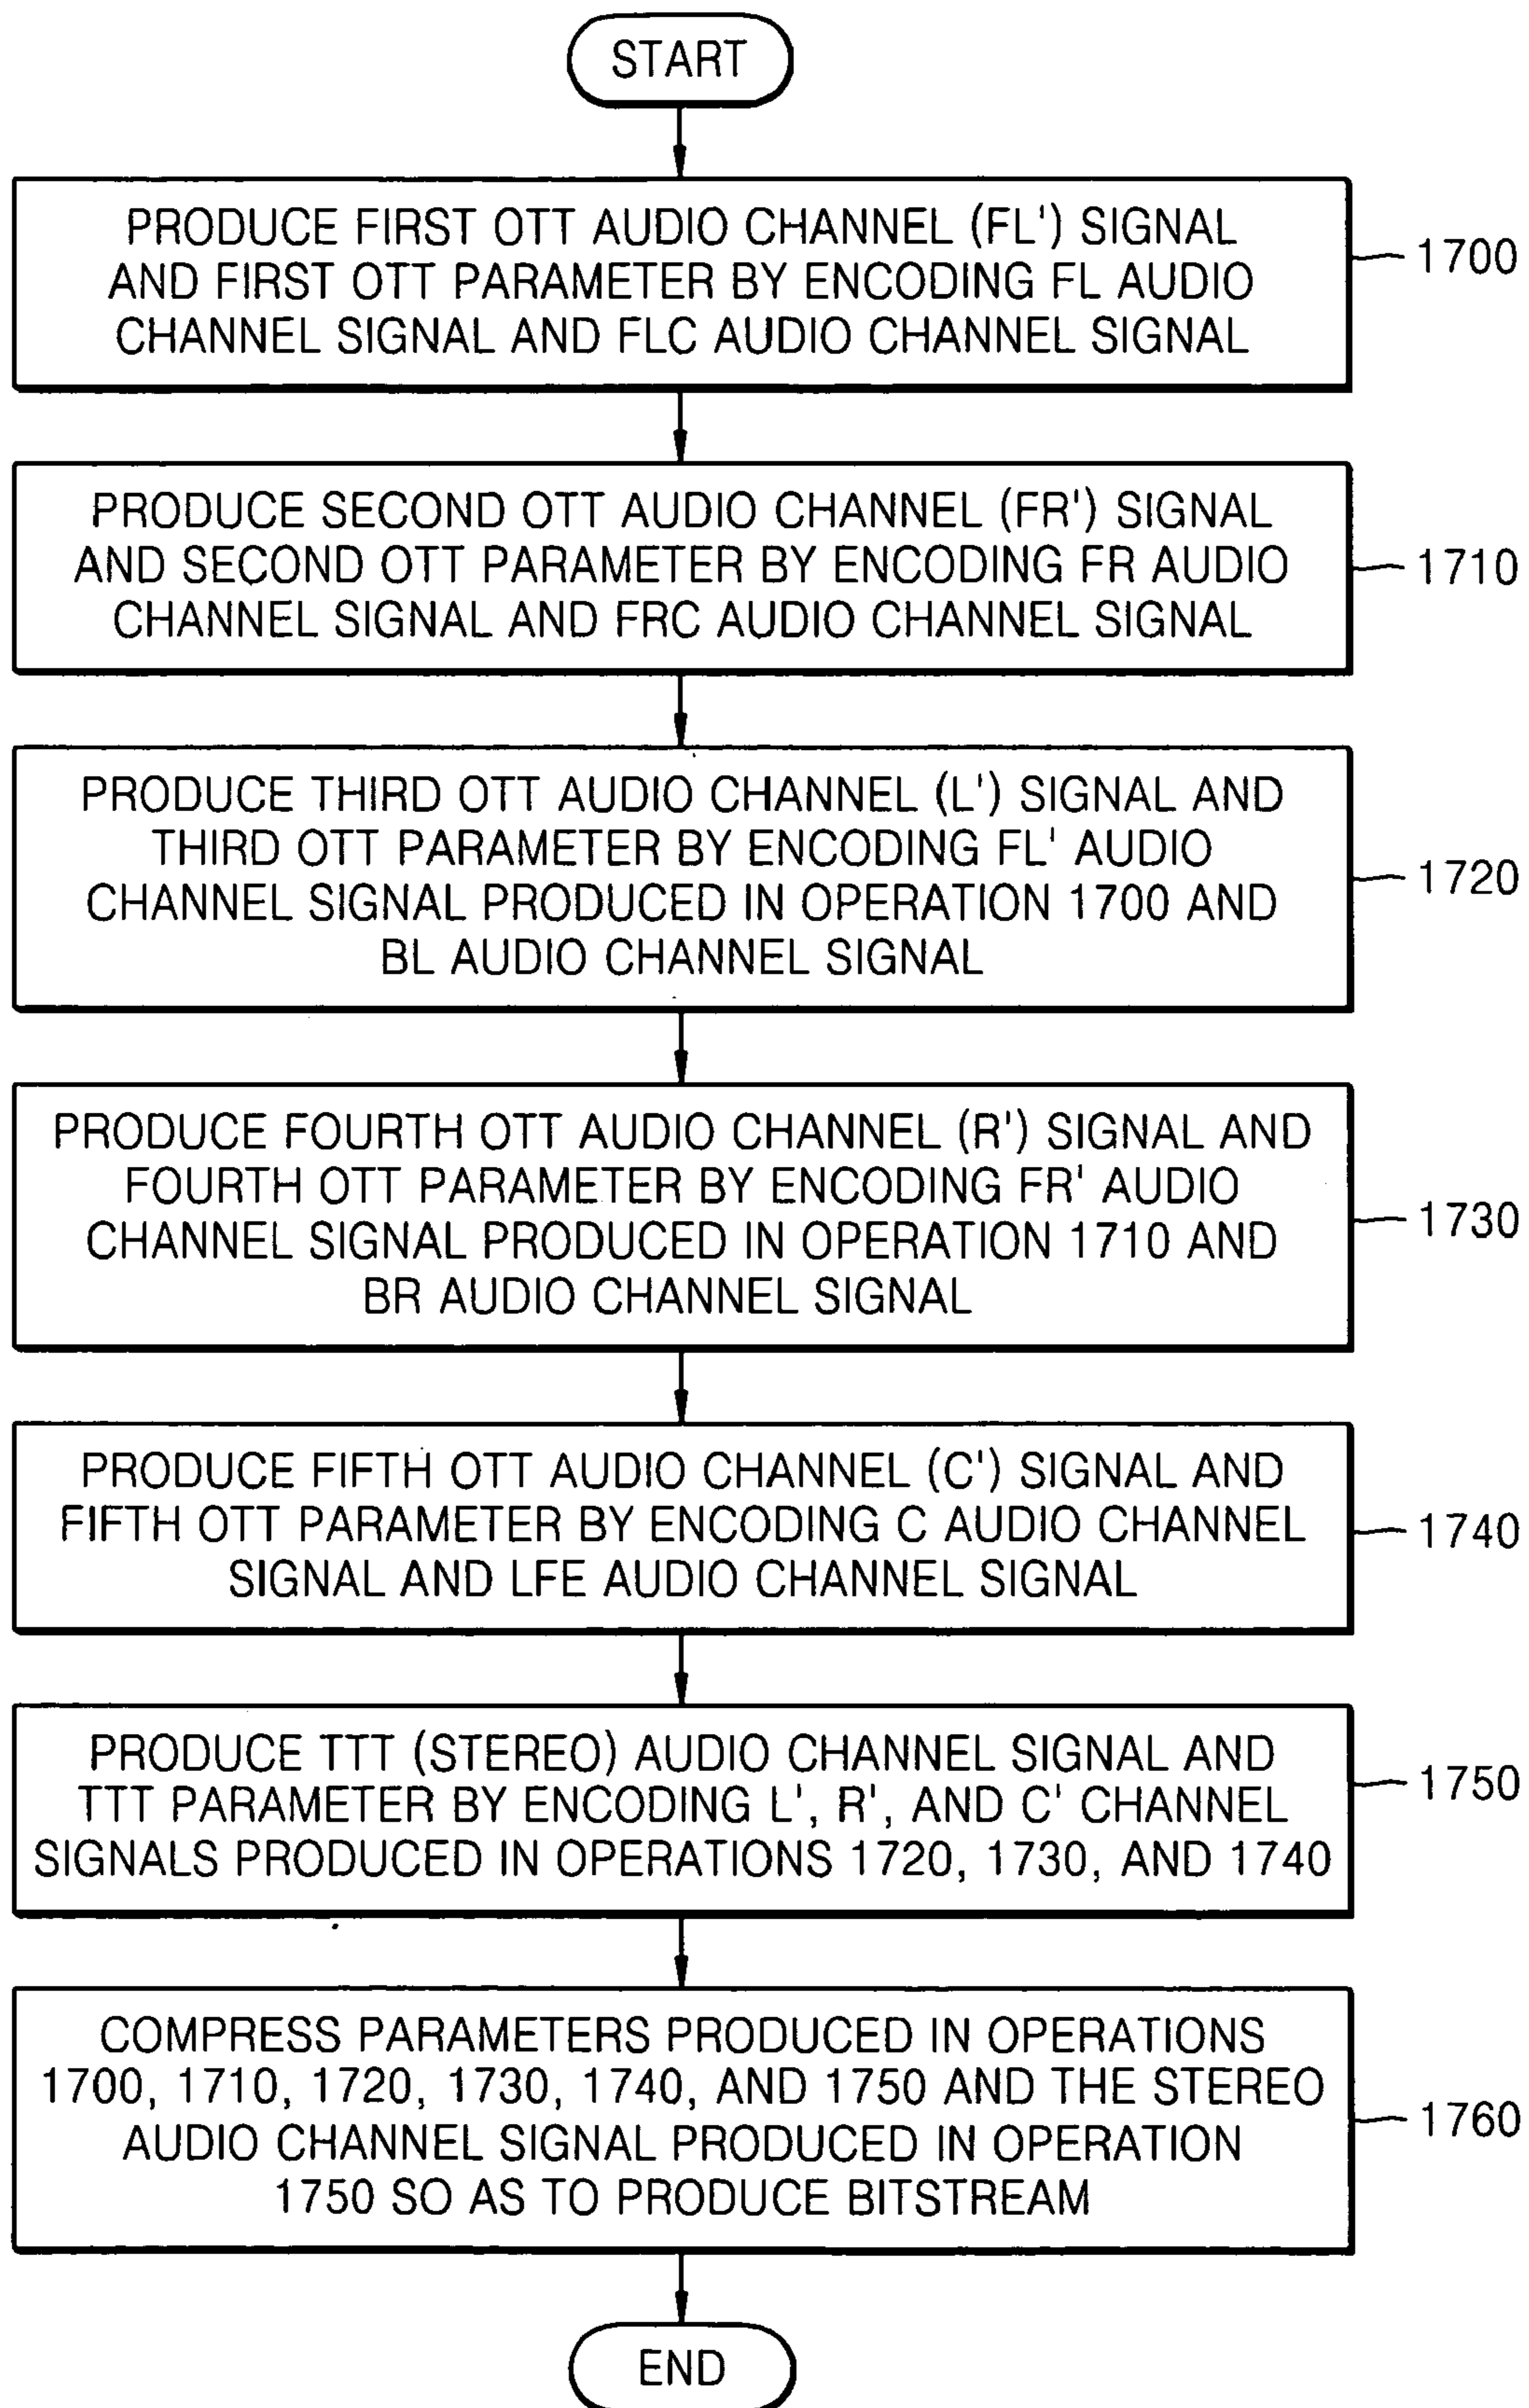 START
PRODUCE FIRST OTT AUDIO CHANNEL (FL') SIGNAL
AND FIRST OTT PARAMETER BY ENCODING FL AUDIO
CHANNEL SIGNAL AND FLC AUDIO CHANNEL SIGNAL
1700
PRODUCE SECOND OTT AUDIO CHANNEL (FR') SIGNAL
AND SECOND OTT PARAMETER BY ENCODING FR AUDIO
CHANNEL SIGNAL AND FRC AUDIO CHANNEL SIGNAL
1710
PRODUCE THIRD OTT AUDIO CHANNEL (L') SIGNAL AND
THIRD OTT PARAMETER BY ENCODING FL' AUDIO
CHANNEL SIGNAL PRODUCED IN OPERATION 1700 AND
BL AUDIO CHANNEL SIGNAL
1720
PRODUCE FOURTH OTT AUDIO CHANNEL (R') SIGNAL AND
FOURTH OTT PARAMETER BY ENCODING FR' AUDIO
CHANNEL SIGNAL PRODUCED IN OPERATION 1710 AND
BR AUDIO CHANNEL SIGNAL
1730
PRODUCE FIFTH OTT AUDIO CHANNEL (C') SIGNAL AND
FIFTH OTT PARAMETER BY ENCODING C AUDIO CHANNEL
SIGNAL AND LFE AUDIO CHANNEL SIGNAL
1740
PRODUCE TTT (STEREO) AUDIO CHANNEL SIGNAL AND
TTT PARAMETER BY ENCODING L', R', AND C' CHANNEL
SIGNALS PRODUCED IN OPERATIONS 1720, 1730, AND 1740
1750
COMPRESS PARAMETERS PRODUCED IN OPERATIONS
1700, 1710, 1720, 1730, 1740, AND 1750 AND THE STEREO
AUDIO CHANNEL SIGNAL PRODUCED IN OPERATION
1750 SO AS TO PRODUCE BITSTREAM
1760
END